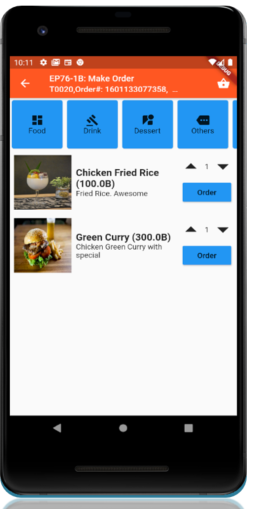 10:11
EP76-1B: Make Order
T0020,Order#: 1601133077358, ...
Food
Drink
Dessert
Others
Chicken Fried Rice
(100.0B)
Fried Rice. Awesome
1
Order
Green Curry (300.0B)
Chicken Green Curry with
special
1
Order